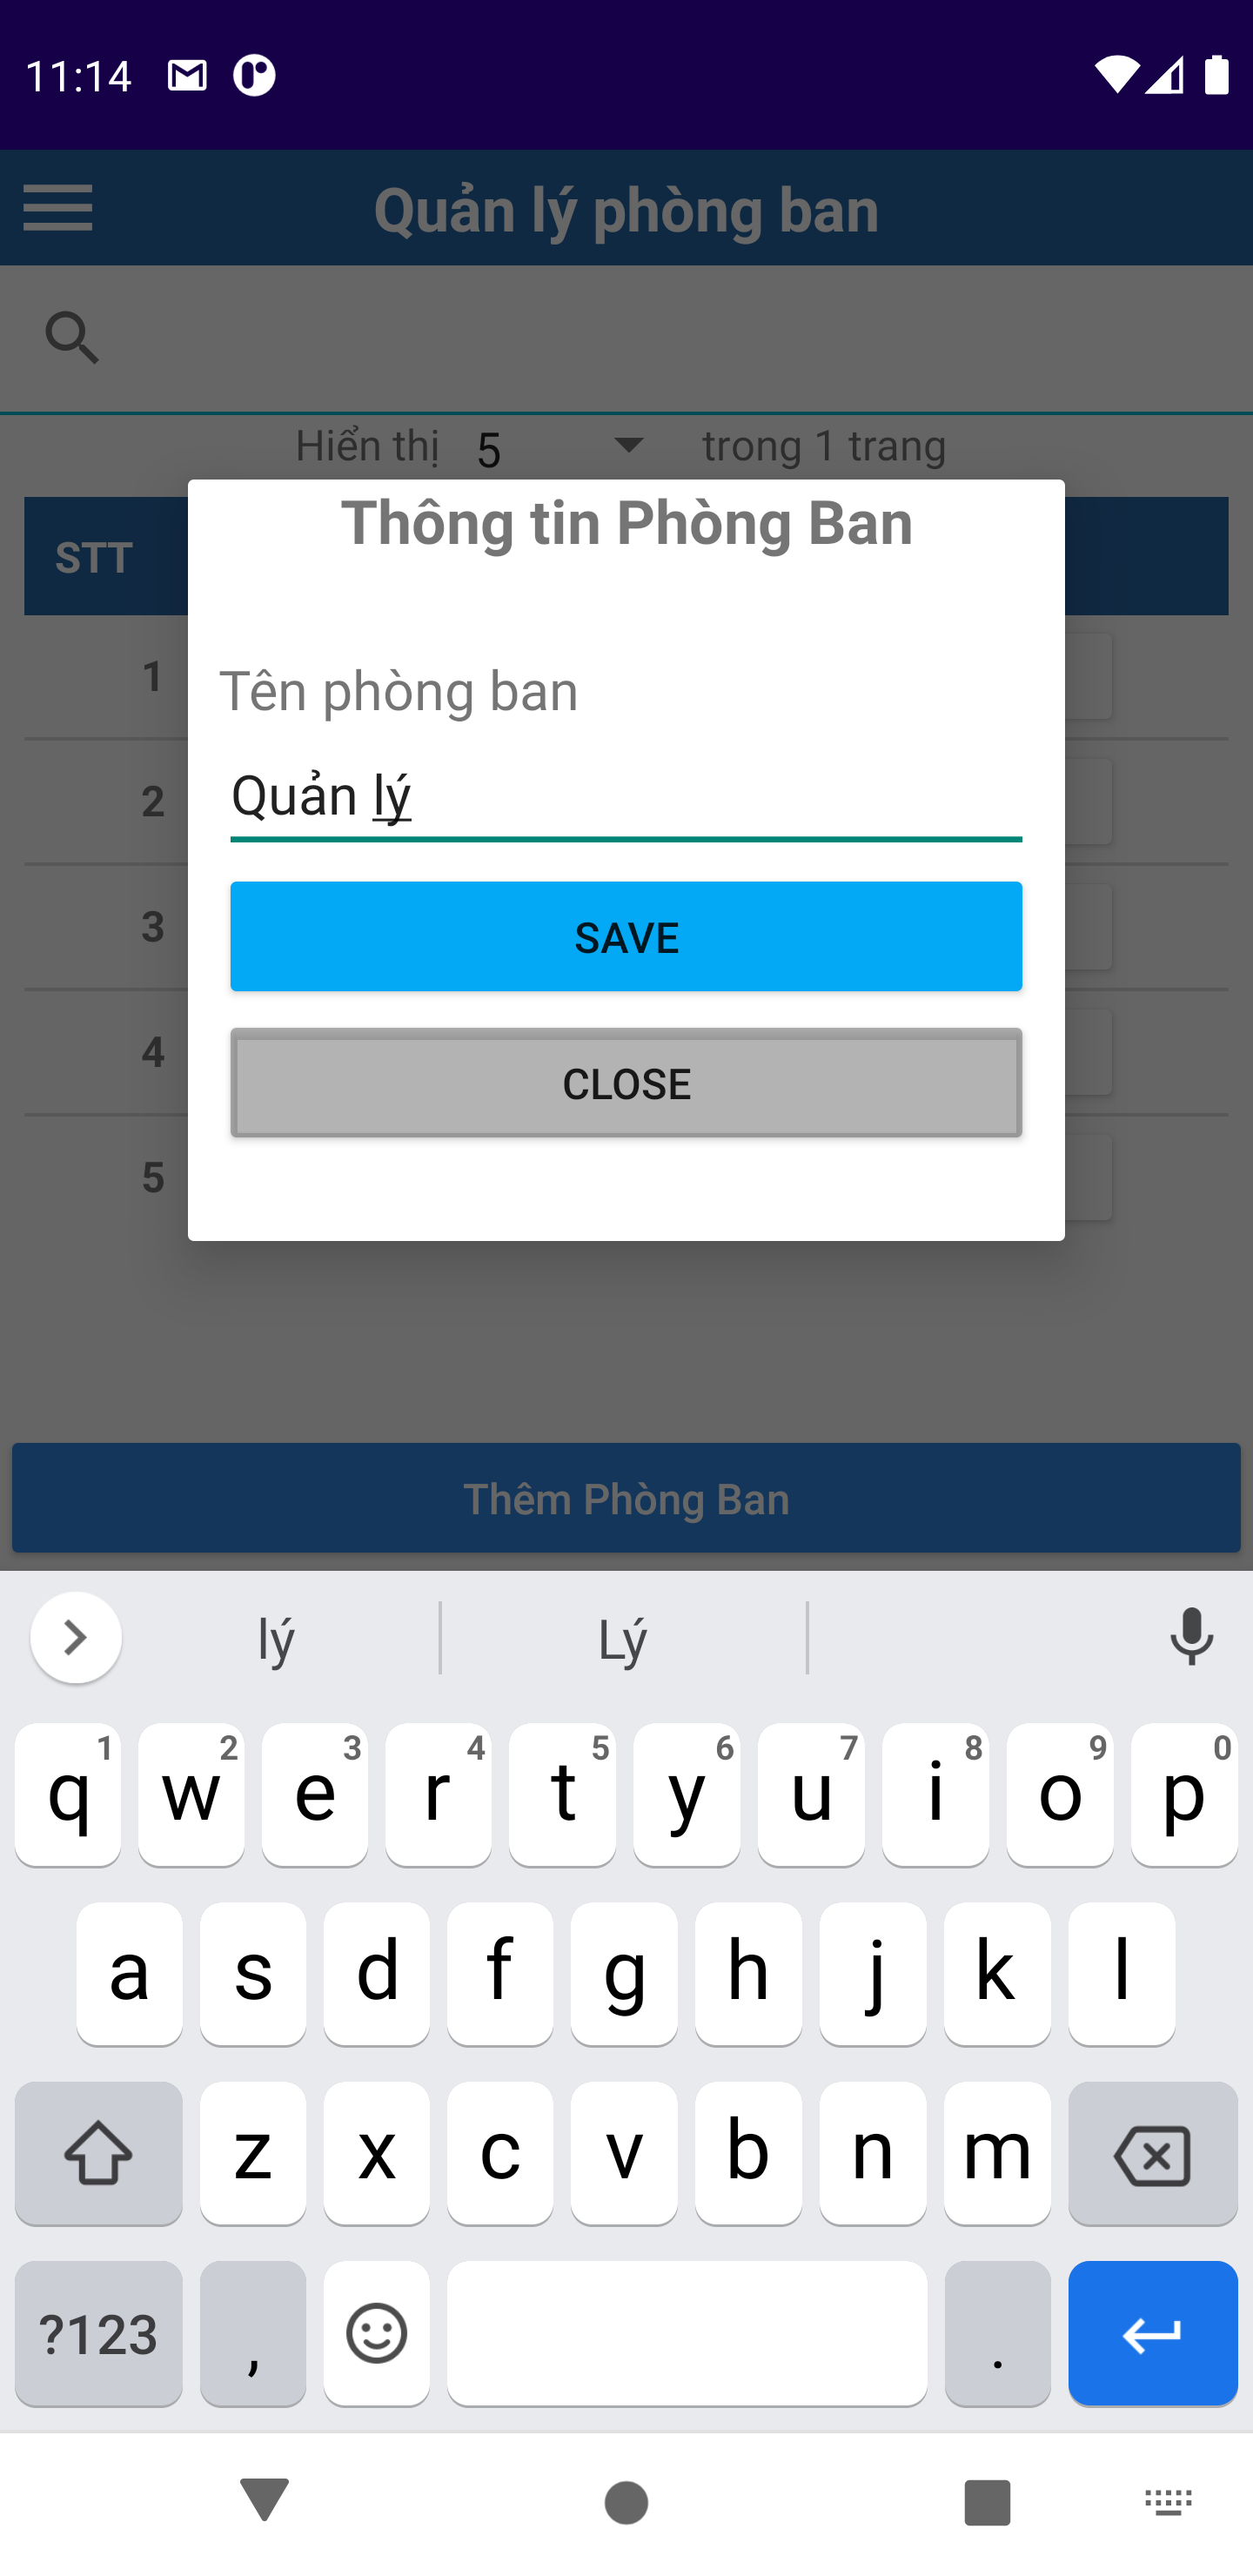 11:14
Quản lý phòng ban
Hiển thị 5 trong 1 trang
Thông tin Phòng Ban
STT
1
Tên phòng ban
2
Quản lý
3
SAVE
4
CLOSE
5
Thêm Phòng Ban
lý Lý
q1 w2 e3 r4 t5 y6 u7 i8 o9 p0
a s d f g h j k l
z x c v b n m
?123 , .